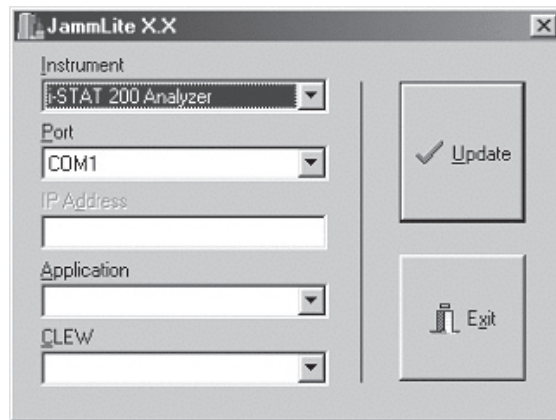 JammLite X.X
Instrument
i-STAT 200 Analyzer
Port
COM1
IP Address
Application
CLEW
Update
Exit